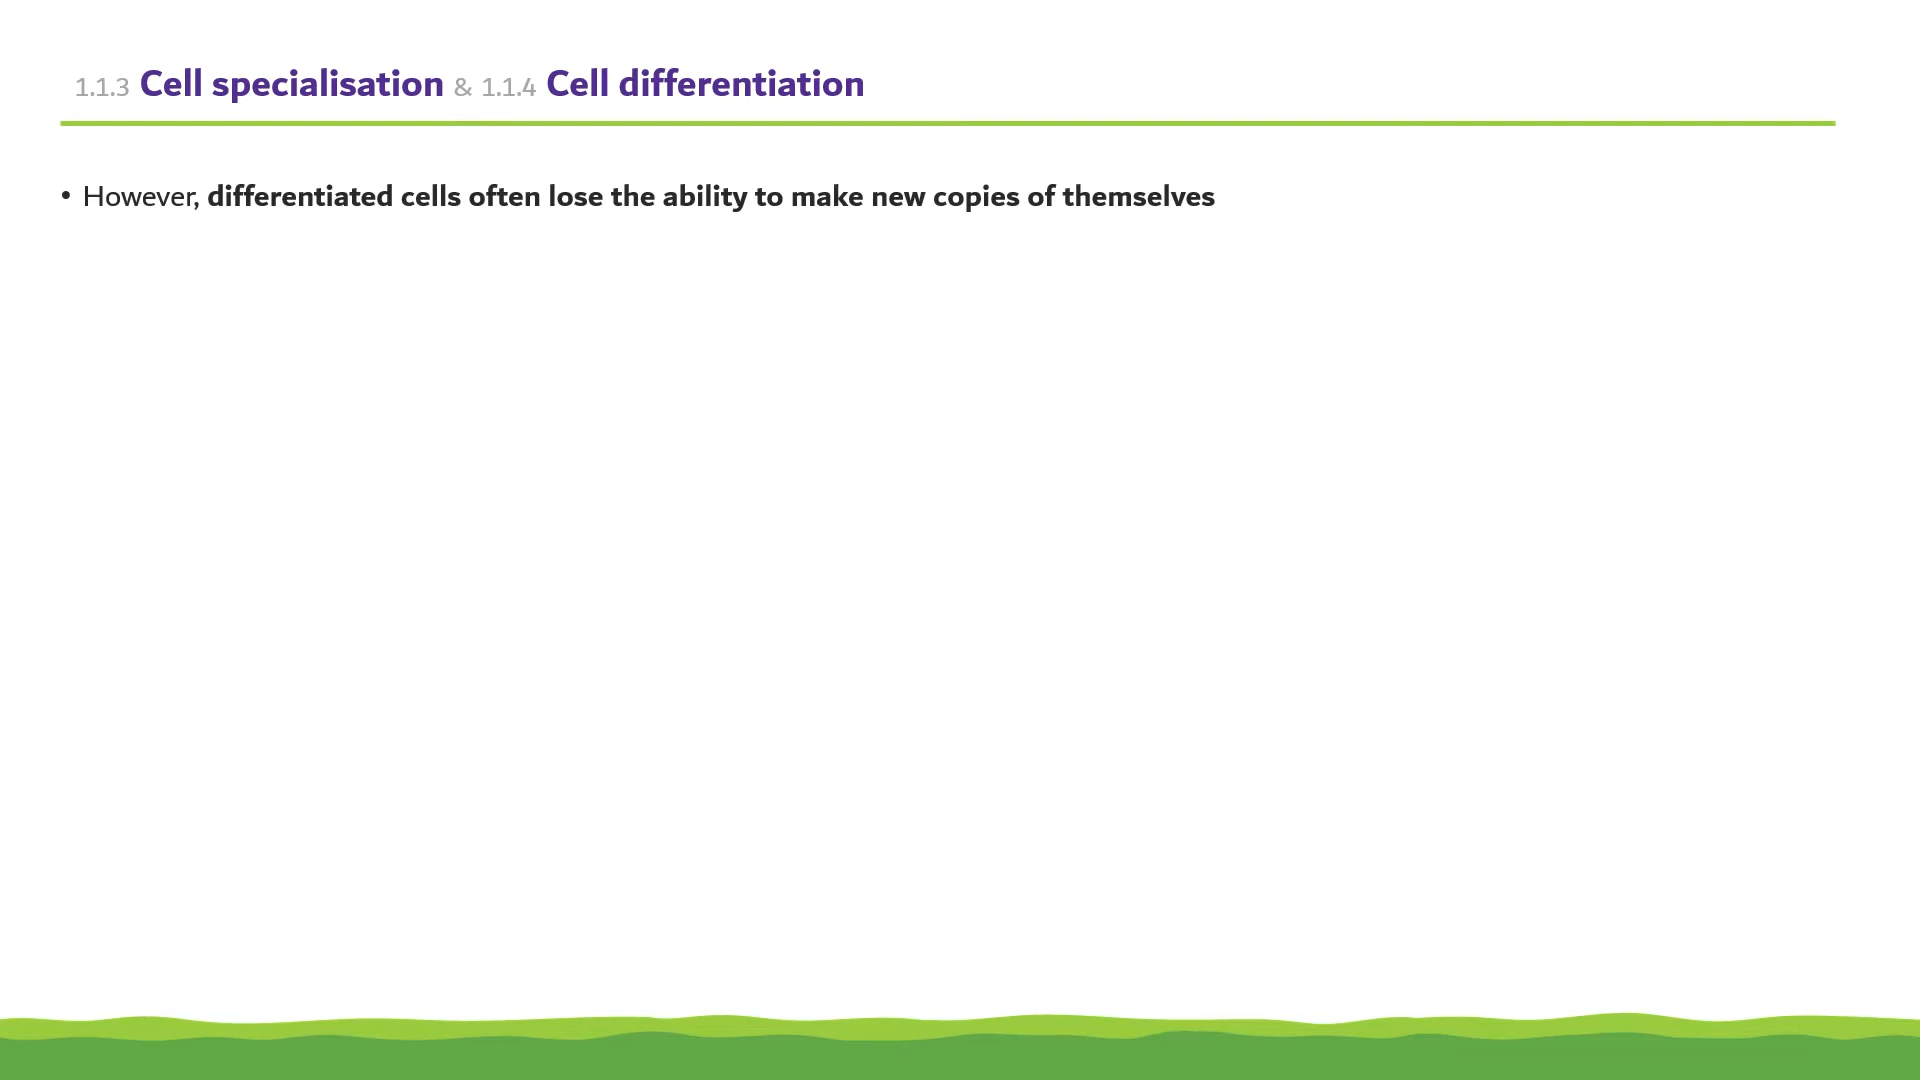 1.1.3 Cell specialisation & 1.1.4 Cell differentiation
• However, differentiated cells often lose the ability to make new copies of themselves